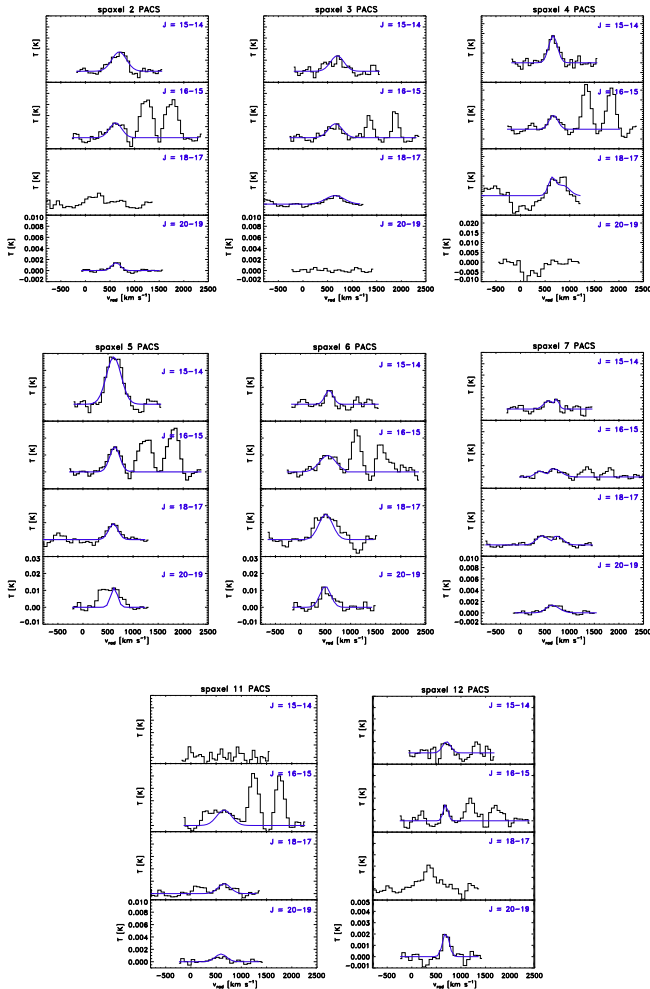 spaxel 2 PACS
J = 15-14
T [K]
J = 16-15
T [K]
J = 18-17
T [K]
0.010
0.008
0.006
0.004
0.002
0.000
-0.002
J = 20-19
T [K]
-500 0 500 1000 1500 2000 2500
v_red [km s⁻¹]
spaxel 3 PACS
J = 15-14
T [K]
J = 16-15
T [K]
J = 18-17
T [K]
0.010
0.008
0.006
0.004
0.002
0.000
-0.002
J = 20-19
T [K]
-500 0 500 1000 1500 2000 2500
v_red [km s⁻¹]
spaxel 4 PACS
J = 15-14
T [K]
J = 16-15
T [K]
J = 18-17
T [K]
0.020
0.015
0.010
0.005
0.000
-0.005
-0.010
J = 20-19
T [K]
-500 0 500 1000 1500 2000 2500
v_red [km s⁻¹]
spaxel 5 PACS
J = 15-14
T [K]
J = 16-15
T [K]
J = 18-17
T [K]
0.03
0.02
0.01
0.00
-0.01
J = 20-19
T [K]
-500 0 500 1000 1500 2000 2500
v_red [km s⁻¹]
spaxel 6 PACS
J = 15-14
T [K]
J = 16-15
T [K]
J = 18-17
T [K]
0.03
0.02
0.01
0.00
-0.01
J = 20-19
T [K]
-500 0 500 1000 1500 2000 2500
v_red [km s⁻¹]
spaxel 7 PACS
J = 15-14
T [K]
J = 16-15
T [K]
J = 18-17
T [K]
0.010
0.008
0.006
0.004
0.002
0.000
-0.002
J = 20-19
T [K]
-500 0 500 1000 1500 2000 2500
v_red [km s⁻¹]
spaxel 11 PACS
J = 15-14
T [K]
J = 16-15
T [K]
J = 18-17
T [K]
0.010
0.008
0.006
0.004
0.002
0.000
J = 20-19
T [K]
-500 0 500 1000 1500 2000 2500
v_red [km s⁻¹]
spaxel 12 PACS
J = 15-14
T [K]
J = 16-15
T [K]
J = 18-17
T [K]
0.005
0.004
0.003
0.002
0.001
0.000
-0.001
J = 20-19
T [K]
-500 0 500 1000 1500 2000 2500
v_red [km s⁻¹]